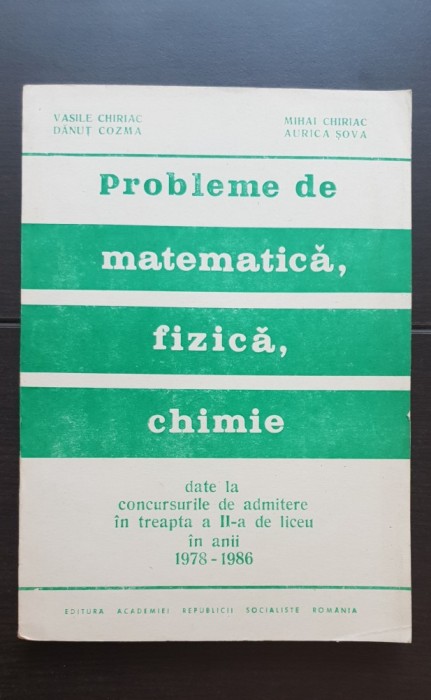 VASILE CHIRIAC
DĂNUȚ COZMA
MIHAI CHIRIAC
AURICA ȘOVA
Probleme de
matematică,
fizică,
chimie
date la
concursurile de admitere
în treapta a II-a de liceu
în anii
1978-1986
EDITURA ACADEMIEI REPUBLICII SOCIALISTE ROMANIA